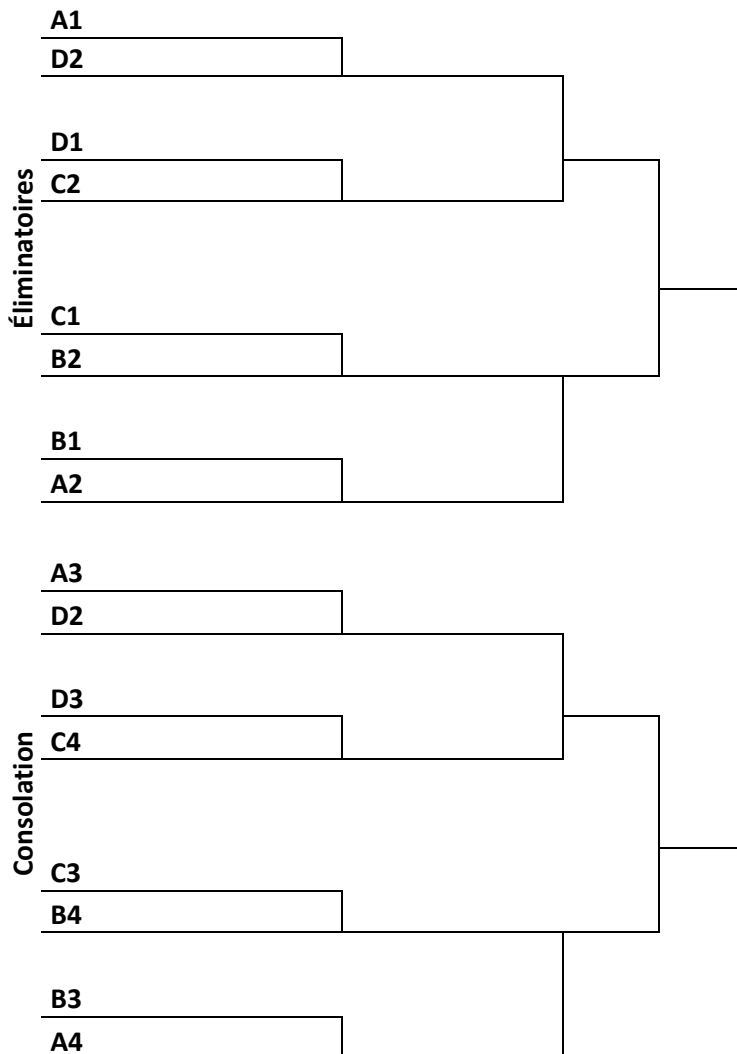 A1
D2
D1
C2
Éliminatoires
C1
B2
B1
A2
A3
D2
D3
C4
Consolation
C3
B4
B3
A4